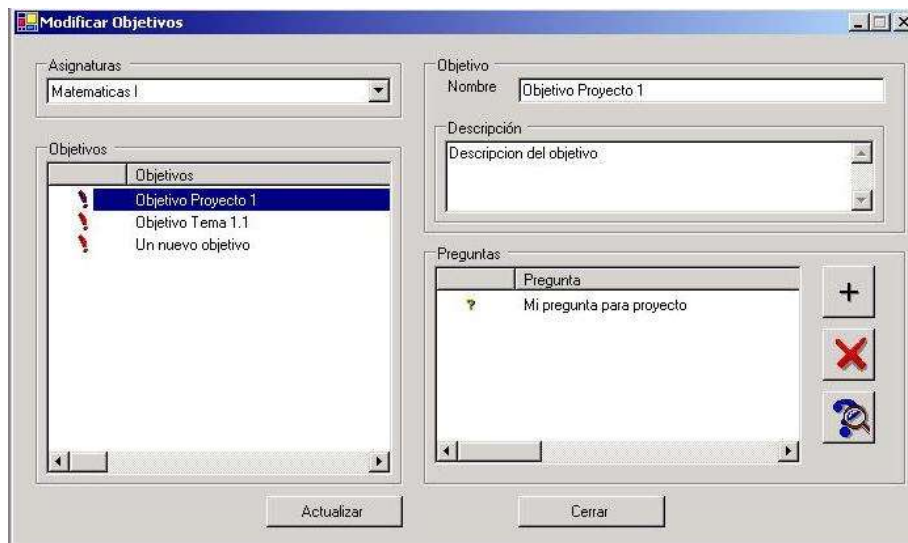 Modificar Objetivos
Asignaturas
Matematicas I
Objetivos
Objetivos
Objetivo Proyecto 1
Objetivo Tema 1.1
Un nuevo objetivo
Objetivo
Nombre
Objetivo Proyecto 1
Descripción
Descripcion del objetivo
Preguntas
Pregunta
Mi pregunta para proyecto
Actualizar
Cerrar